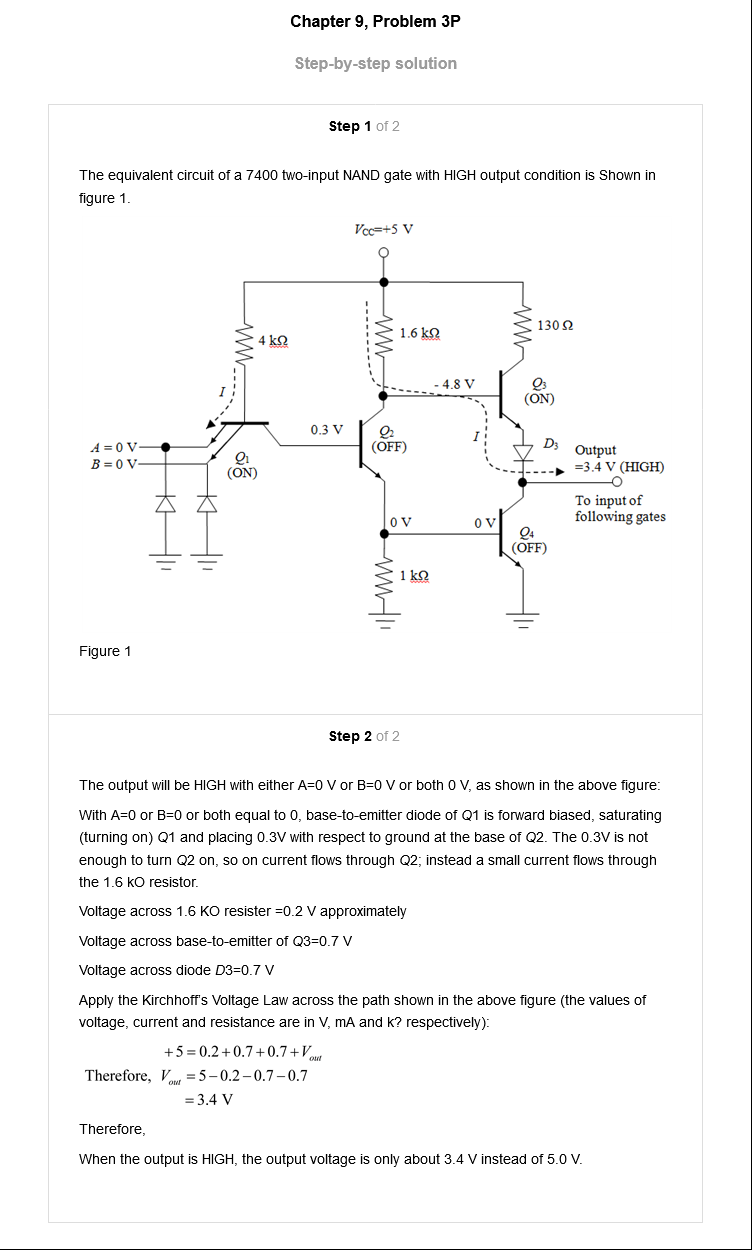 Chapter 9, Problem 3P
Step-by-step solution
Step 1 of 2
The equivalent circuit of a 7400 two-input NAND gate with HIGH output condition is Shown in
figure 1.
VCC=+5 V
130 Ω
1.6 kΩ
4 kΩ
- 4.8 V
Q3
(ON)
I
0.3 V
Q2
(OFF)
I
D3
Output
=3.4 V (HIGH)
A = 0 V
B = 0 V
Q1
(ON)
To input of
following gates
0 V
0 V
Q4
(OFF)
1 kΩ
Figure 1
Step 2 of 2
The output will be HIGH with either A=0 V or B=0 V or both 0 V, as shown in the above figure:
With A=0 or B=0 or both equal to 0, base-to-emitter diode of Q1 is forward biased, saturating
(turning on) Q1 and placing 0.3V with respect to ground at the base of Q2. The 0.3V is not
enough to turn Q2 on, so on current flows through Q2; instead a small current flows through
the 1.6 kO resistor.
Voltage across 1.6 KO resister =0.2 V approximately
Voltage across base-to-emitter of Q3=0.7 V
Voltage across diode D3=0.7 V
Apply the Kirchhoff's Voltage Law across the path shown in the above figure (the values of
voltage, current and resistance are in V, mA and k? respectively):
+5 = 0.2+0.7+0.7+Vout
Therefore, Vout = 5−0.2−0.7−0.7
= 3.4 V
Therefore,
When the output is HIGH, the output voltage is only about 3.4 V instead of 5.0 V.